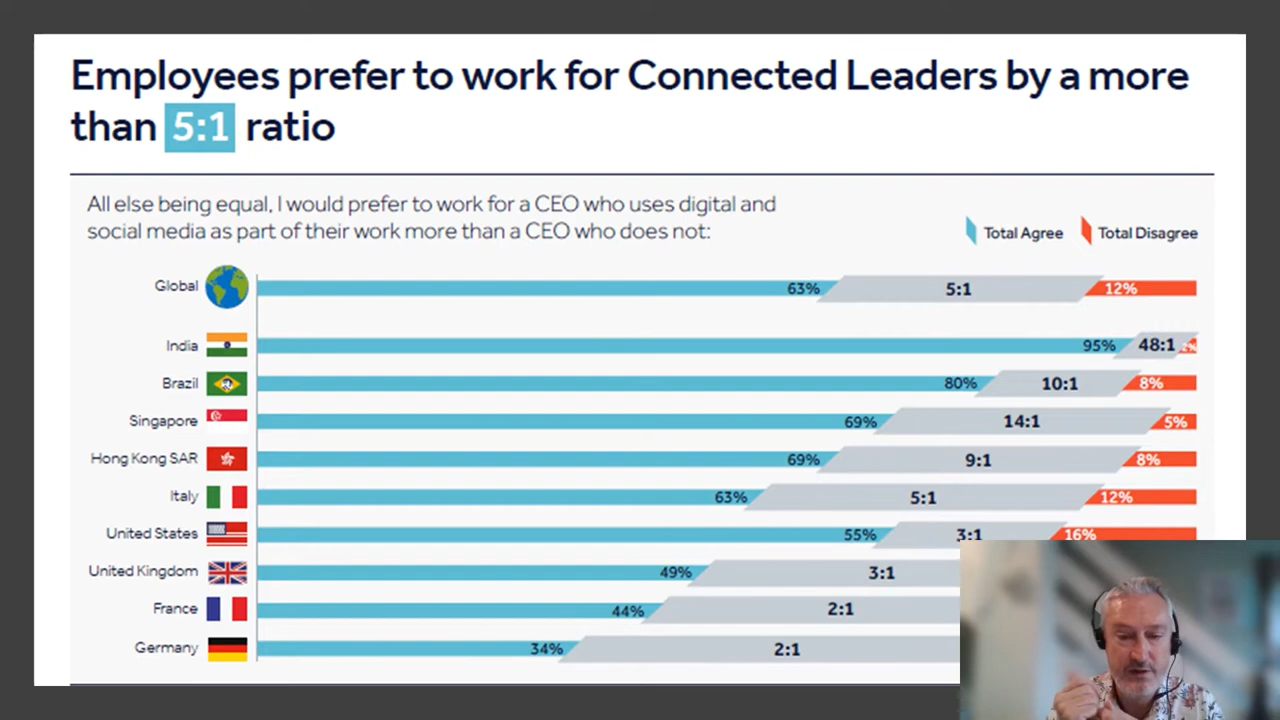 Employees prefer to work for Connected Leaders by a more
than 5:1 ratio
All else being equal, I would prefer to work for a CEO who uses digital and
social media as part of their work more than a CEO who does not:
Total Agree Total Disagree
Global 63% 5:1 12%
India 95% 48:1 2%
Brazil 80% 10:1 8%
Singapore 69% 14:1 5%
Hong Kong SAR 69% 9:1 8%
Italy 63% 5:1 12%
United States 55% 3:1 16%
United Kingdom 49% 3:1
France 44% 2:1
Germany 34% 2:1